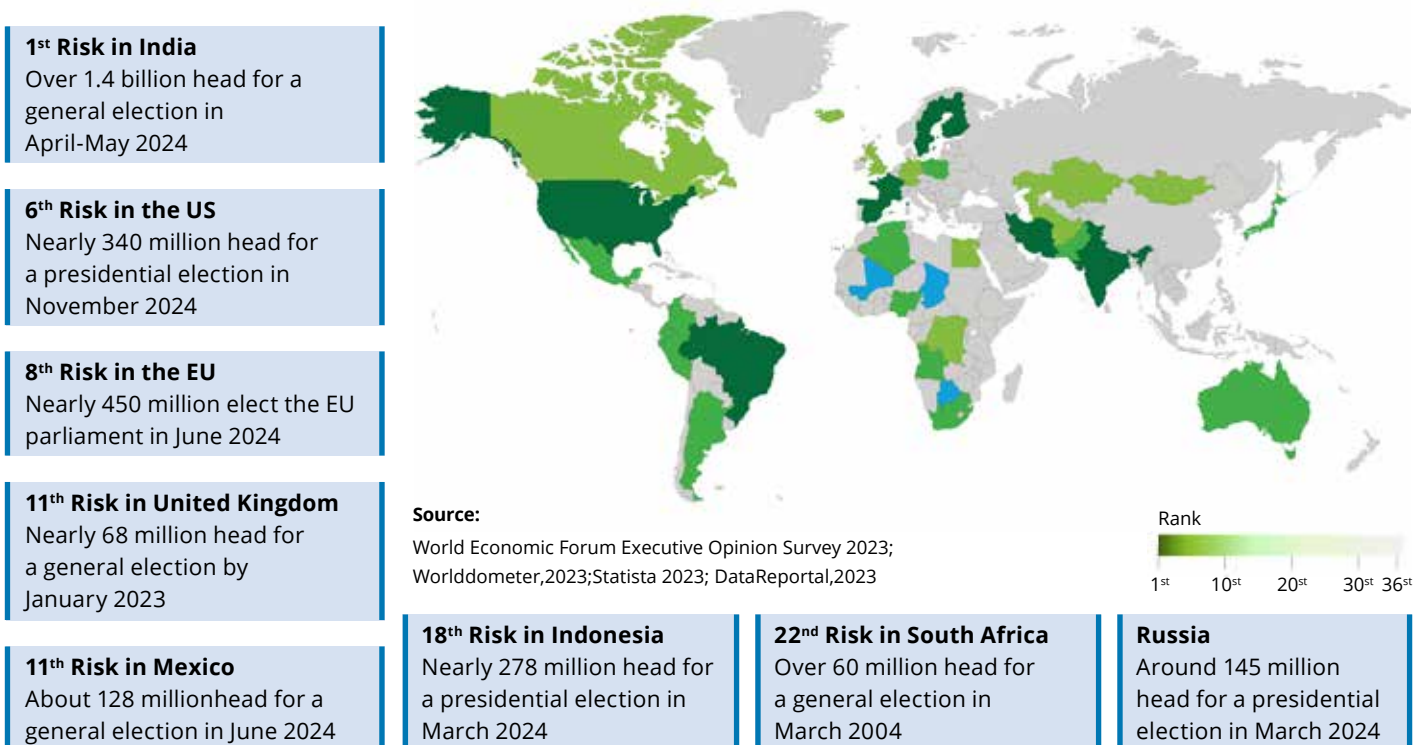 1st Risk in India
Over 1.4 billion head for a
general election in
April-May 2024
6th Risk in the US
Nearly 340 million head for
a presidential election in
November 2024
8th Risk in the EU
Nearly 450 million elect the EU
parliament in June 2024
11th Risk in United Kingdom
Nearly 68 million head for
a general election by
January 2023
11th Risk in Mexico
About 128 millionhead for a
general election in June 2024
Source:
World Economic Forum Executive Opinion Survey 2023;
Worlddometer,2023;Statista 2023; DataReportal,2023
Rank
1st 10st 20st 30st 36st
18th Risk in Indonesia
Nearly 278 million head for
a presidential election in
March 2024
22nd Risk in South Africa
Over 60 million head for
a general election in
March 2004
Russia
Around 145 million
head for a presidential
election in March 2024